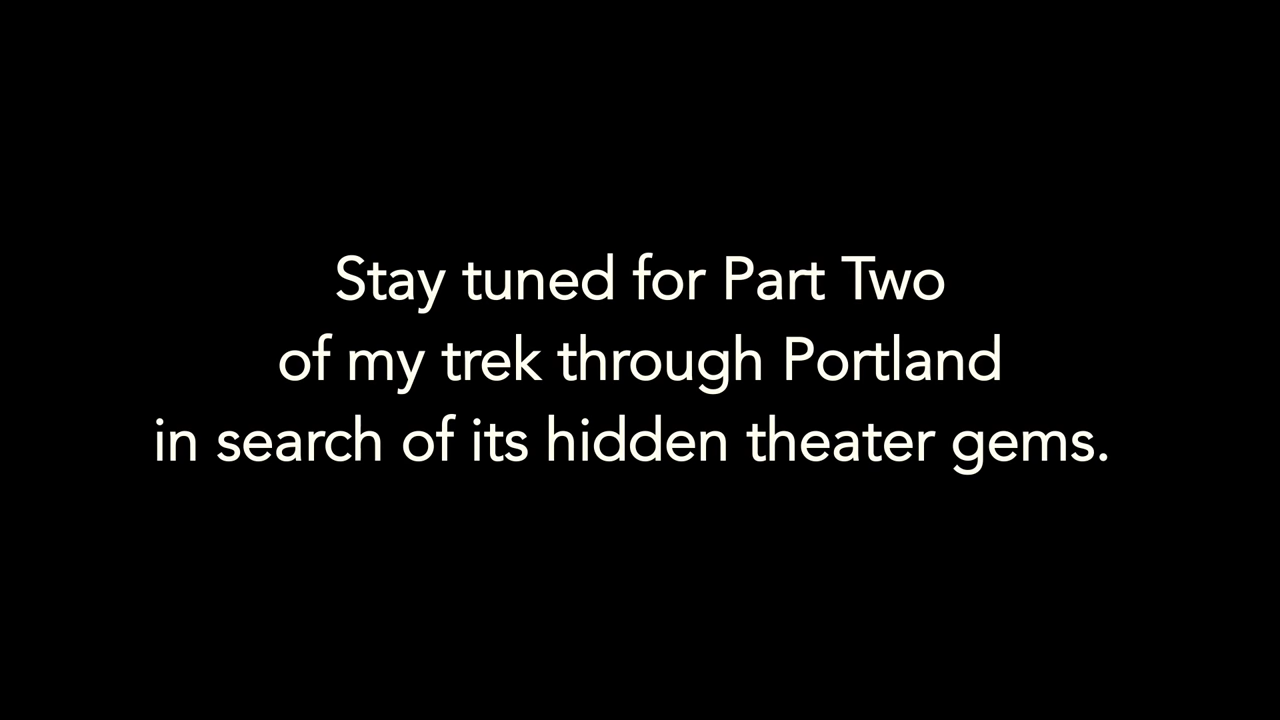 Stay tuned for Part Two
of my trek through Portland
in search of its hidden theater gems.